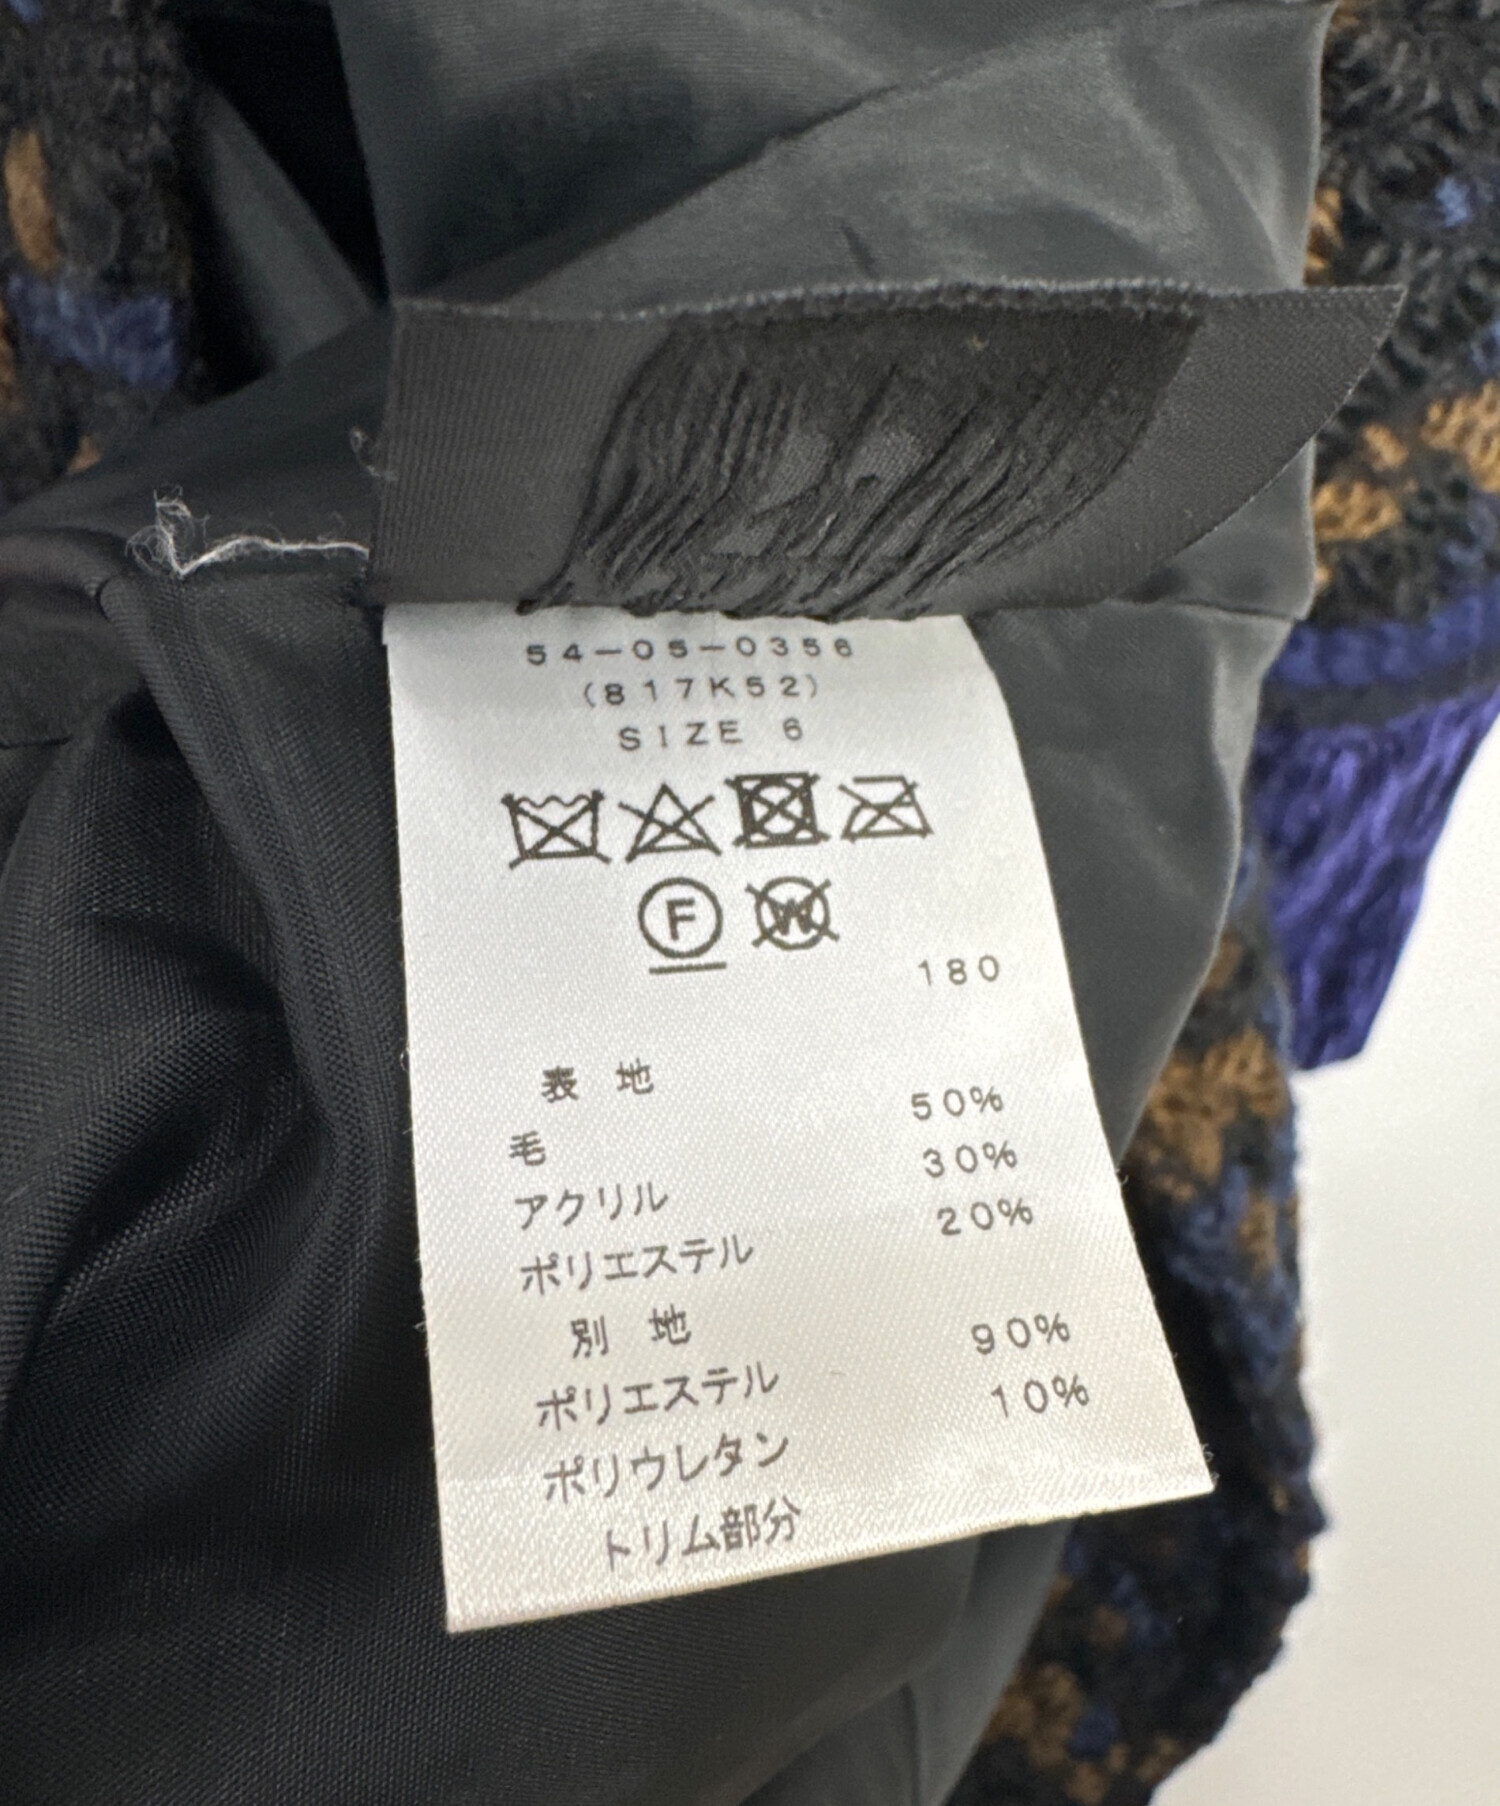 54-05-0356
(817K52)
SIZE 6
F W
180
表 地
毛 50%
アクリル 30%
ポリエステル 20%
別 地
ポリエステル 90%
ポリウレタン 10%
トリム部分